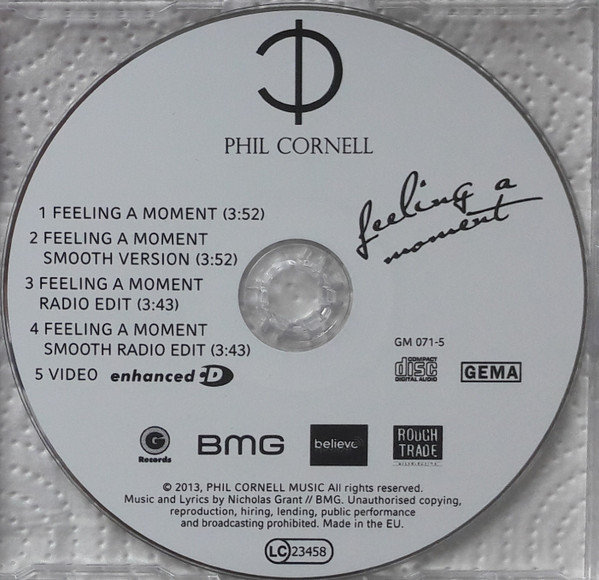 PHIL CORNELL
feeling a
moment
1 FEELING A MOMENT (3:52)
2 FEELING A MOMENT
SMOOTH VERSION (3:52)
3 FEELING A MOMENT
RADIO EDIT (3:43)
4 FEELING A MOMENT
SMOOTH RADIO EDIT (3:43)
5 VIDEO enhanced CD
GM 071-5
COMPACT
disc
DIGITAL AUDIO
GEMA
G
Records
BMG
believe
ROUGH
TRADE
© 2013, PHIL CORNELL MUSIC All rights reserved.
Music and Lyrics by Nicholas Grant // BMG. Unauthorised copying,
reproduction, hiring, lending, public performance
and broadcasting prohibited. Made in the EU.
LC 23458